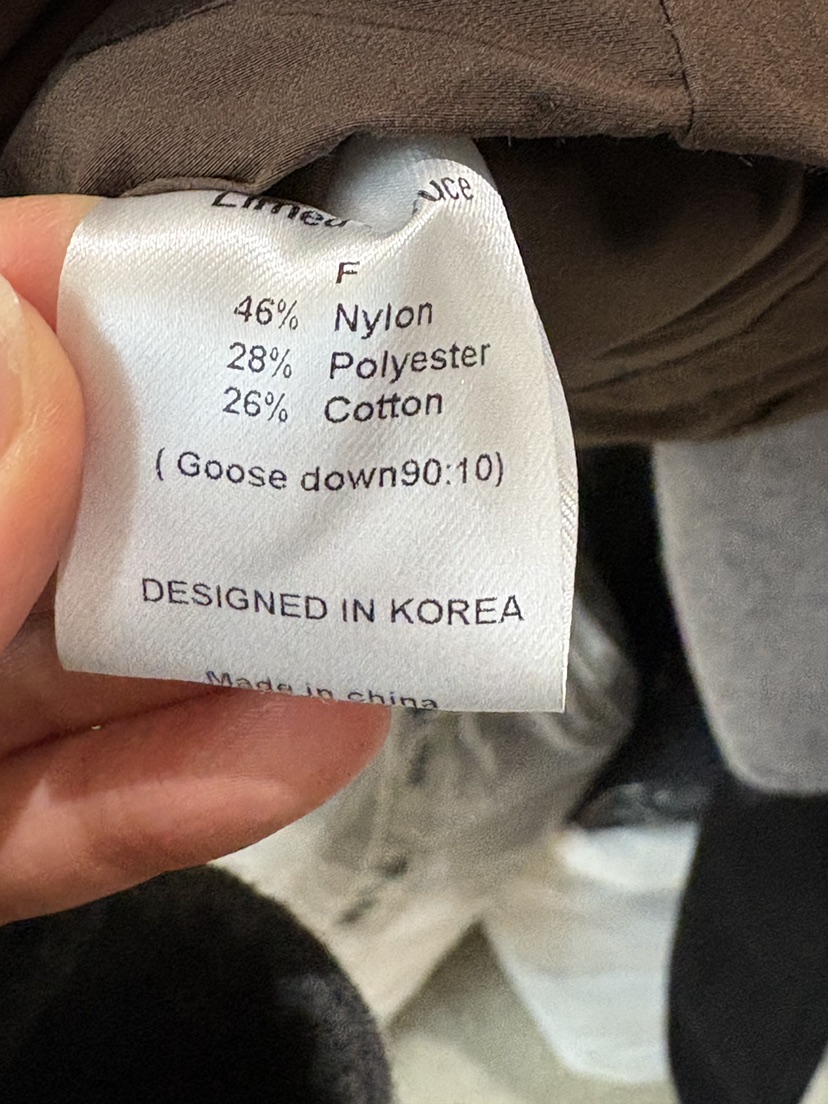 F
46% Nylon
28% Polyester
26% Cotton
( Goose down90:10)
DESIGNED IN KOREA
Made in china